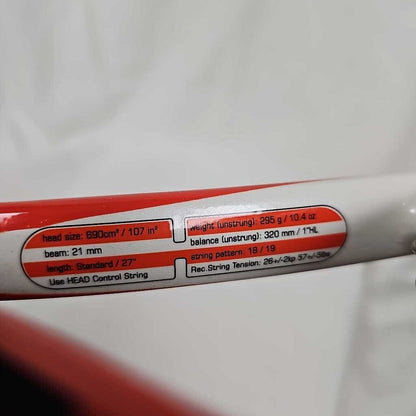 head size: 690cm² / 107 in²
beam: 21 mm
length: Standard / 27"
Use HEAD Control String
weight (unstrung): 295 g / 10.4 oz
balance (unstrung): 320 mm / 1"HL
string pattern: 18 / 19
Rec.String Tension: 26+/-2kp 57+/-5lbs